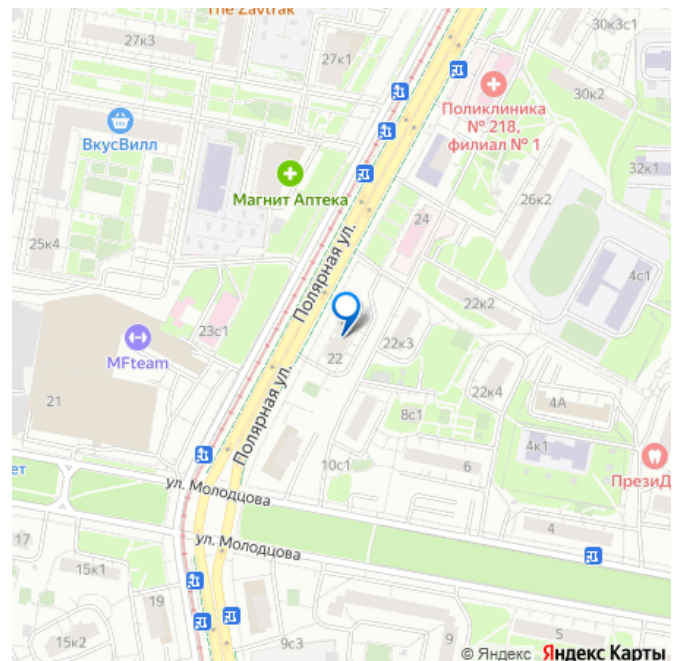 The Zavtrak
27к3
27к1
30к3с1
30к2
Поликлиника
№ 218,
филиал № 1
ВкусВилл
Магнит Аптека
32к1
26к2
24
25к4
Полярная ул.
4с1
22к2
23с1
MFteam
22
22к3
21
Полярная ул.
22к4
4А
8с1
4к1
10с1
6
ет
ПрезиД
ул. Молодцова
4
17
ул. Молодцова
15к1
19
15к2
9с3
9
5
© Яндекс Яндекс Карты